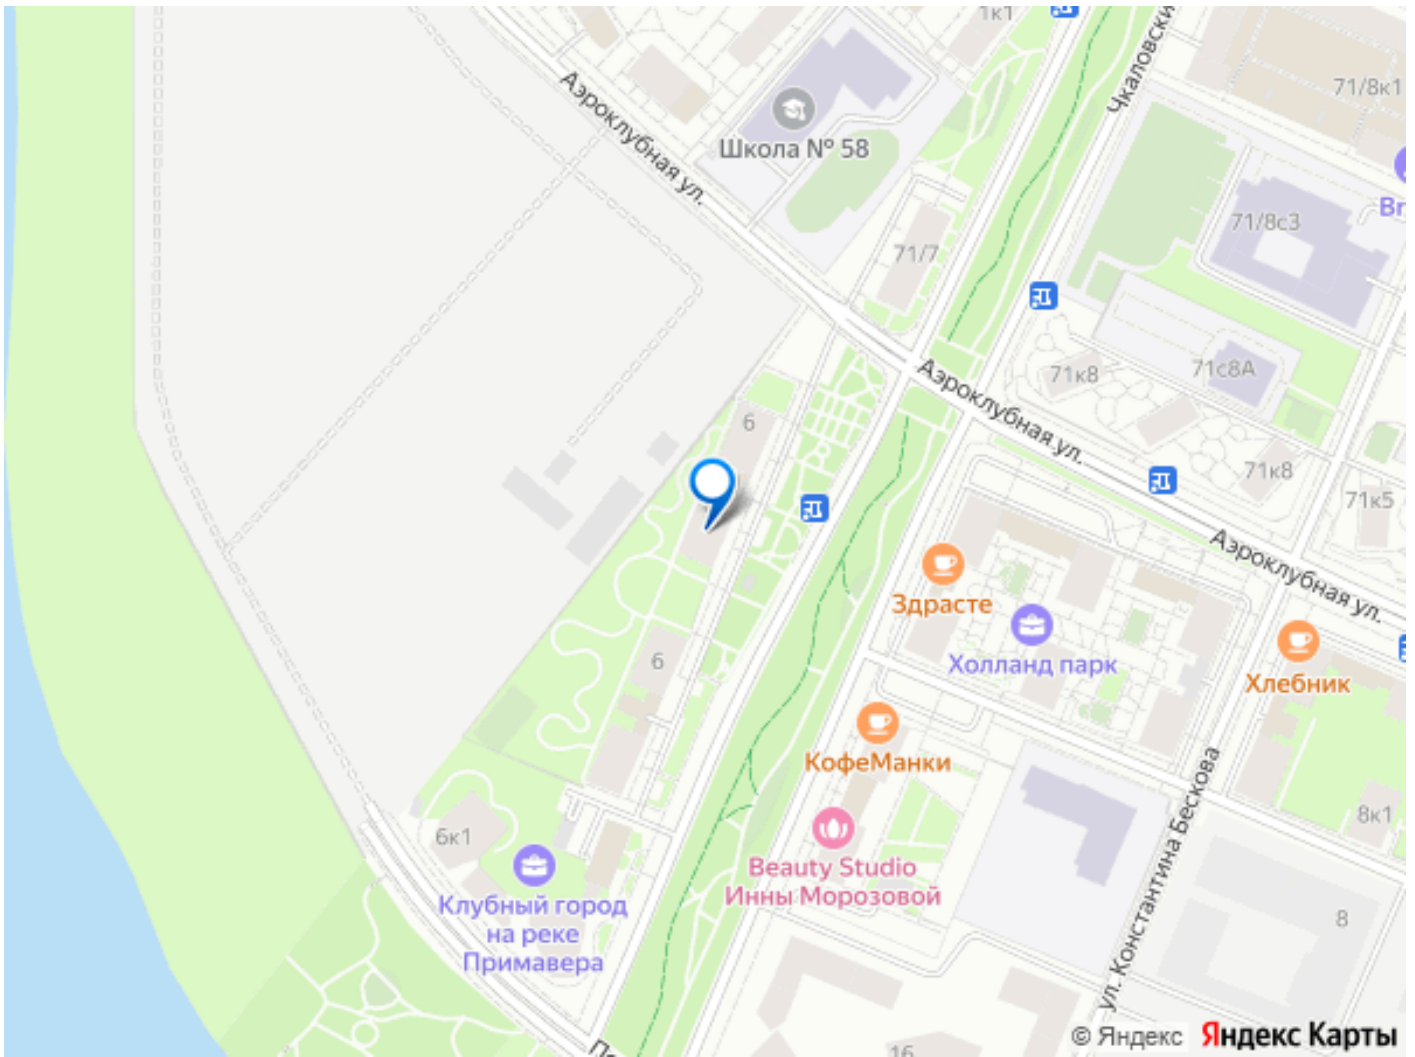 1к1
Чкаловски
71/8к1
Аэроклубная ул.
Школа № 58
Br
71/8с3
71/7
71к8
71с8А
Аэроклубная ул.
6
71к8
71к5
Аэроклубная ул.
Здрасте
Холланд парк
6
Хлебник
КофеМанки
ул. Константина Бескова
8к1
6к1
Beauty Studio
Инны Морозовой
Клубный город
на реке
Примавера
8
16
© Яндекс Яндекс Карты